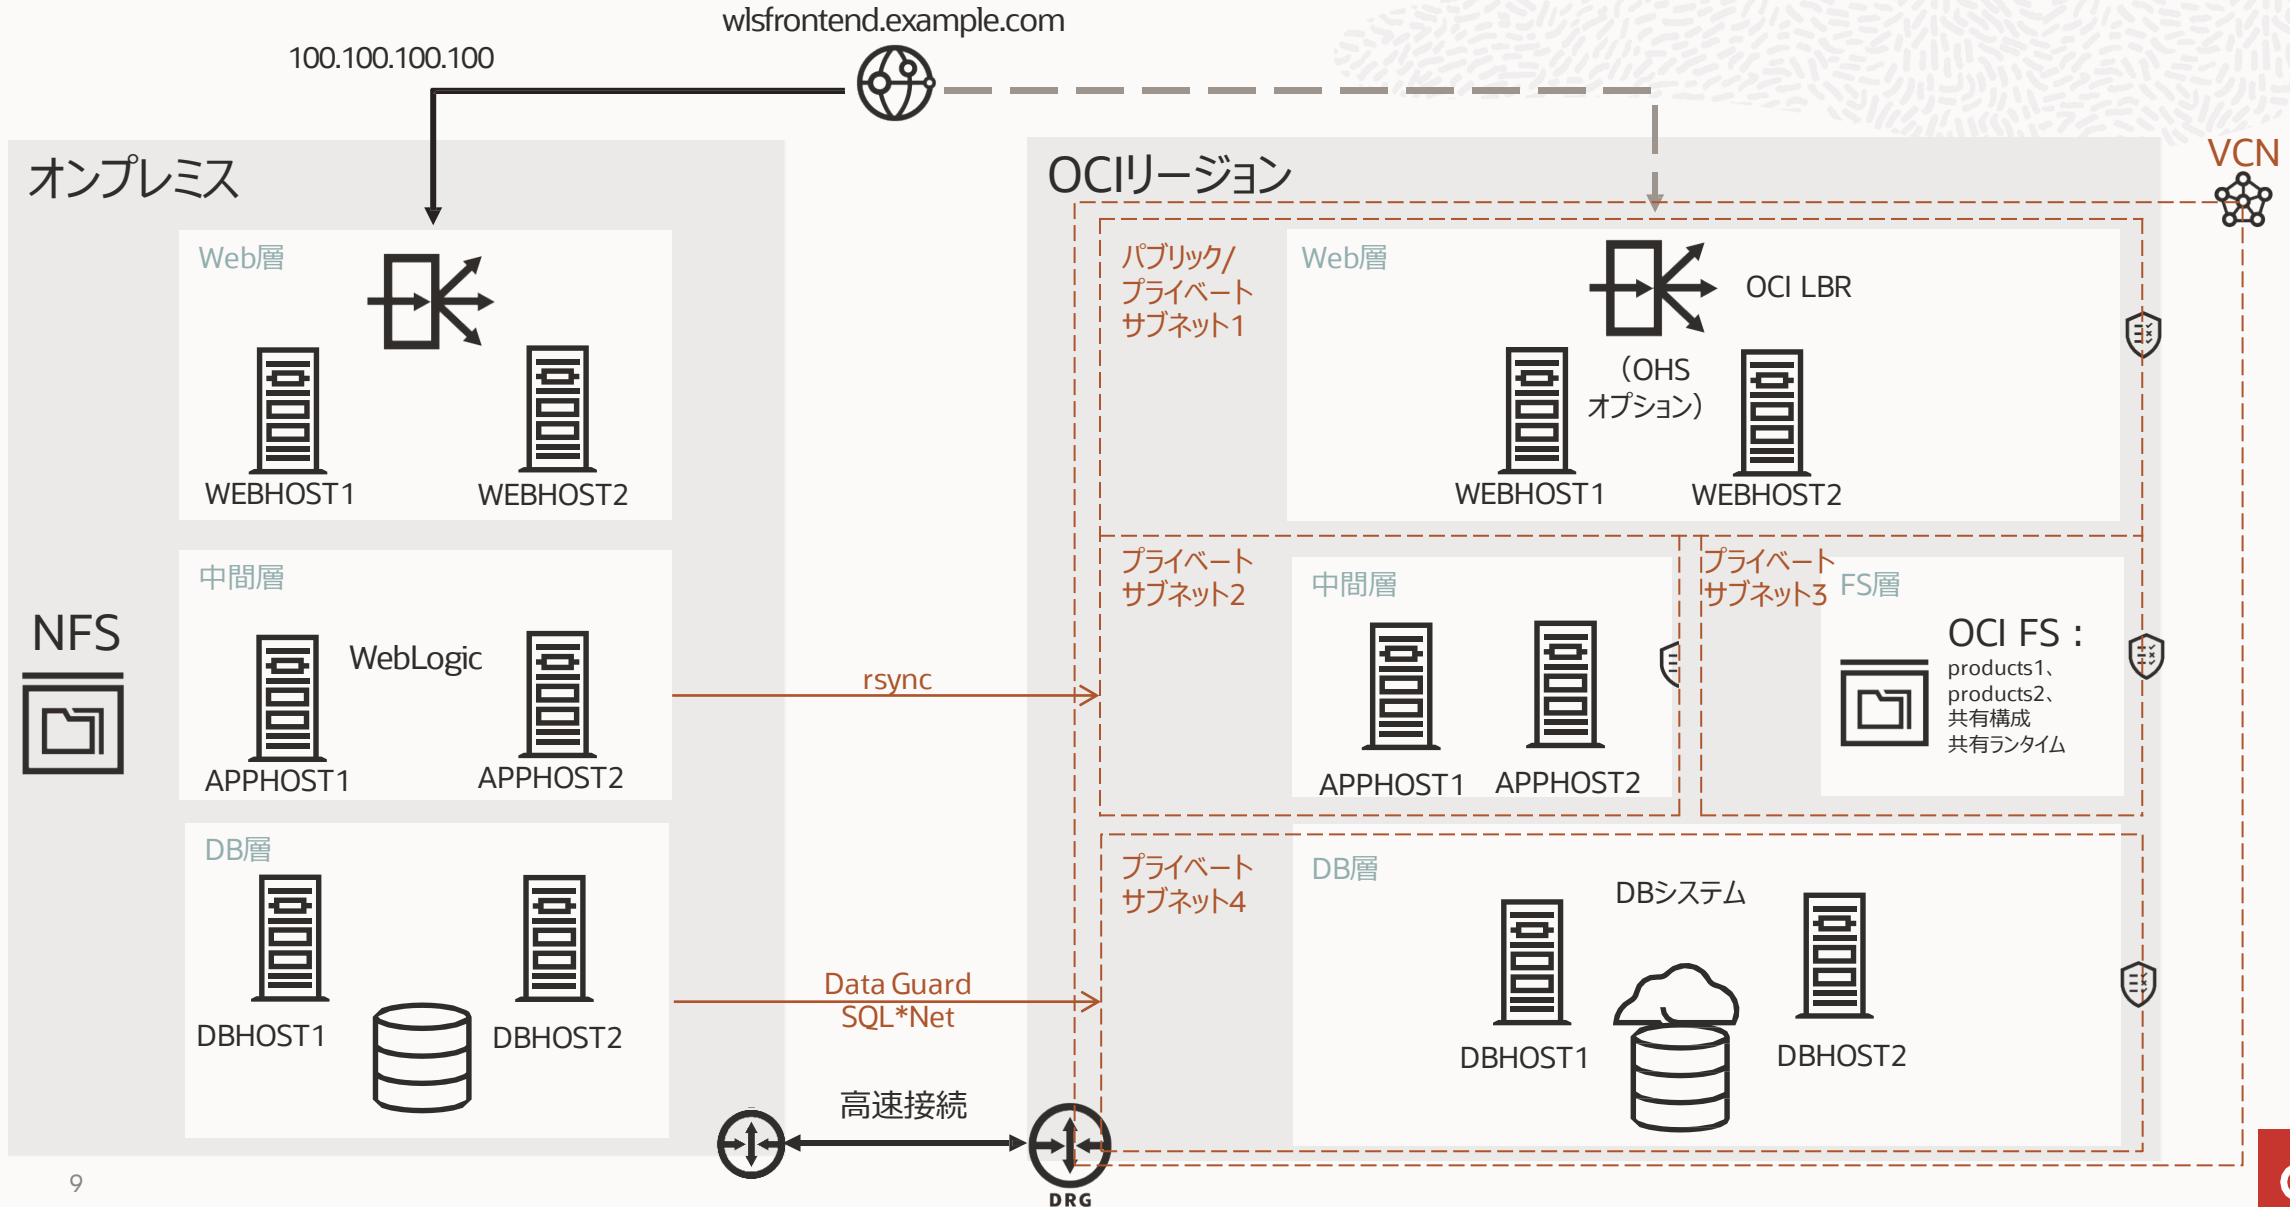 wlsfrontend.example.com
100.100.100.100
オンプレミス
Web層
WEBHOST1
WEBHOST2
NFS
中間層
WebLogic
APPHOST1
APPHOST2
DB層
DBHOST1
DBHOST2
rsync
Data Guard
SQL*Net
高速接続
DRG
OCIリージョン
VCN
パブリック/
プライベート
サブネット1
Web層
OCI LBR
（OHS
オプション）
WEBHOST1
WEBHOST2
プライベート
サブネット2
中間層
APPHOST1
APPHOST2
プライベート
サブネット3
FS層
OCI FS：
products1、
products2、
共有構成
共有ランタイム
プライベート
サブネット4
DB層
DBシステム
DBHOST1
DBHOST2
9